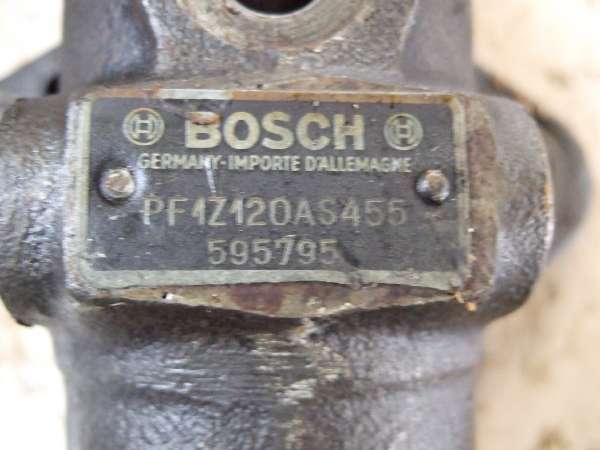 BOSCH
GERMANY-IMPORTE D'ALLEMAGNE
PF1Z120AS455
595795